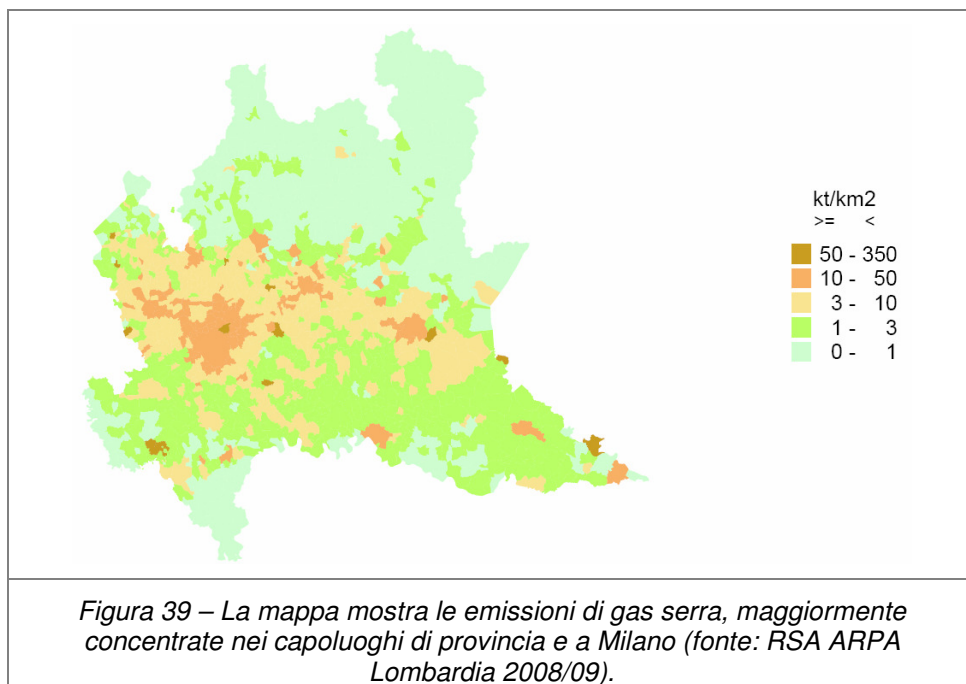 kt/km2
>= <
50 - 350
10 - 50
3 - 10
1 - 3
0 - 1
Figura 39 – La mappa mostra le emissioni di gas serra, maggiormente
concentrate nei capoluoghi di provincia e a Milano (fonte: RSA ARPA
Lombardia 2008/09).